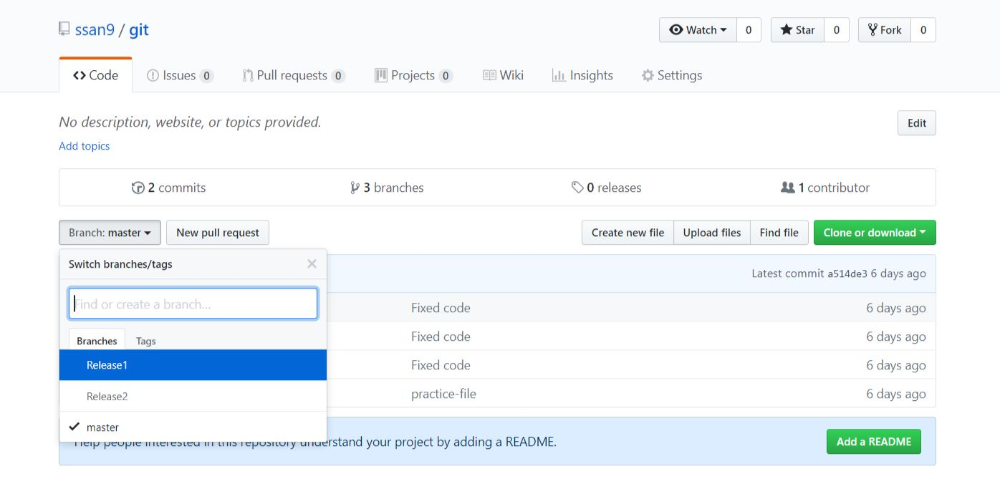 ssan9 / git
Watch 0 Star 0 Fork 0
Code Issues 0 Pull requests 0 Projects 0 Wiki Insights Settings
No description, website, or topics provided. Edit
Add topics
2 commits 3 branches 0 releases 1 contributor
Branch: master New pull request Create new file Upload files Find file Clone or download
Switch branches/tags
Latest commit a514de3 6 days ago
Find or create a branch...
Fixed code 6 days ago
Fixed code 6 days ago
Branches Tags
Release1 Fixed code 6 days ago
Release2 practice-file 6 days ago
master
Help people interested in this repository understand your project by adding a README. Add a README